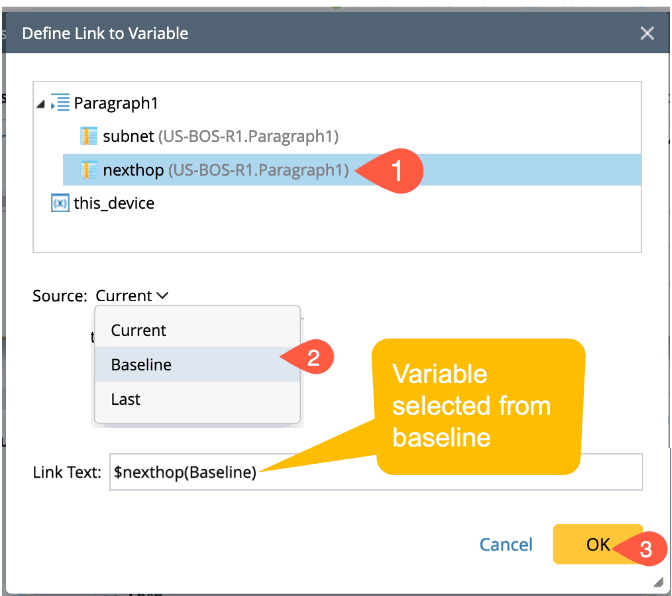 Define Link to Variable
Paragraph1
subnet (US-BOS-R1.Paragraph1)
nexthop (US-BOS-R1.Paragraph1)
1
this_device
Source: Current
Current
Baseline
2
Last
Variable
selected from
baseline
Link Text: $nexthop(Baseline)
Cancel
OK
3